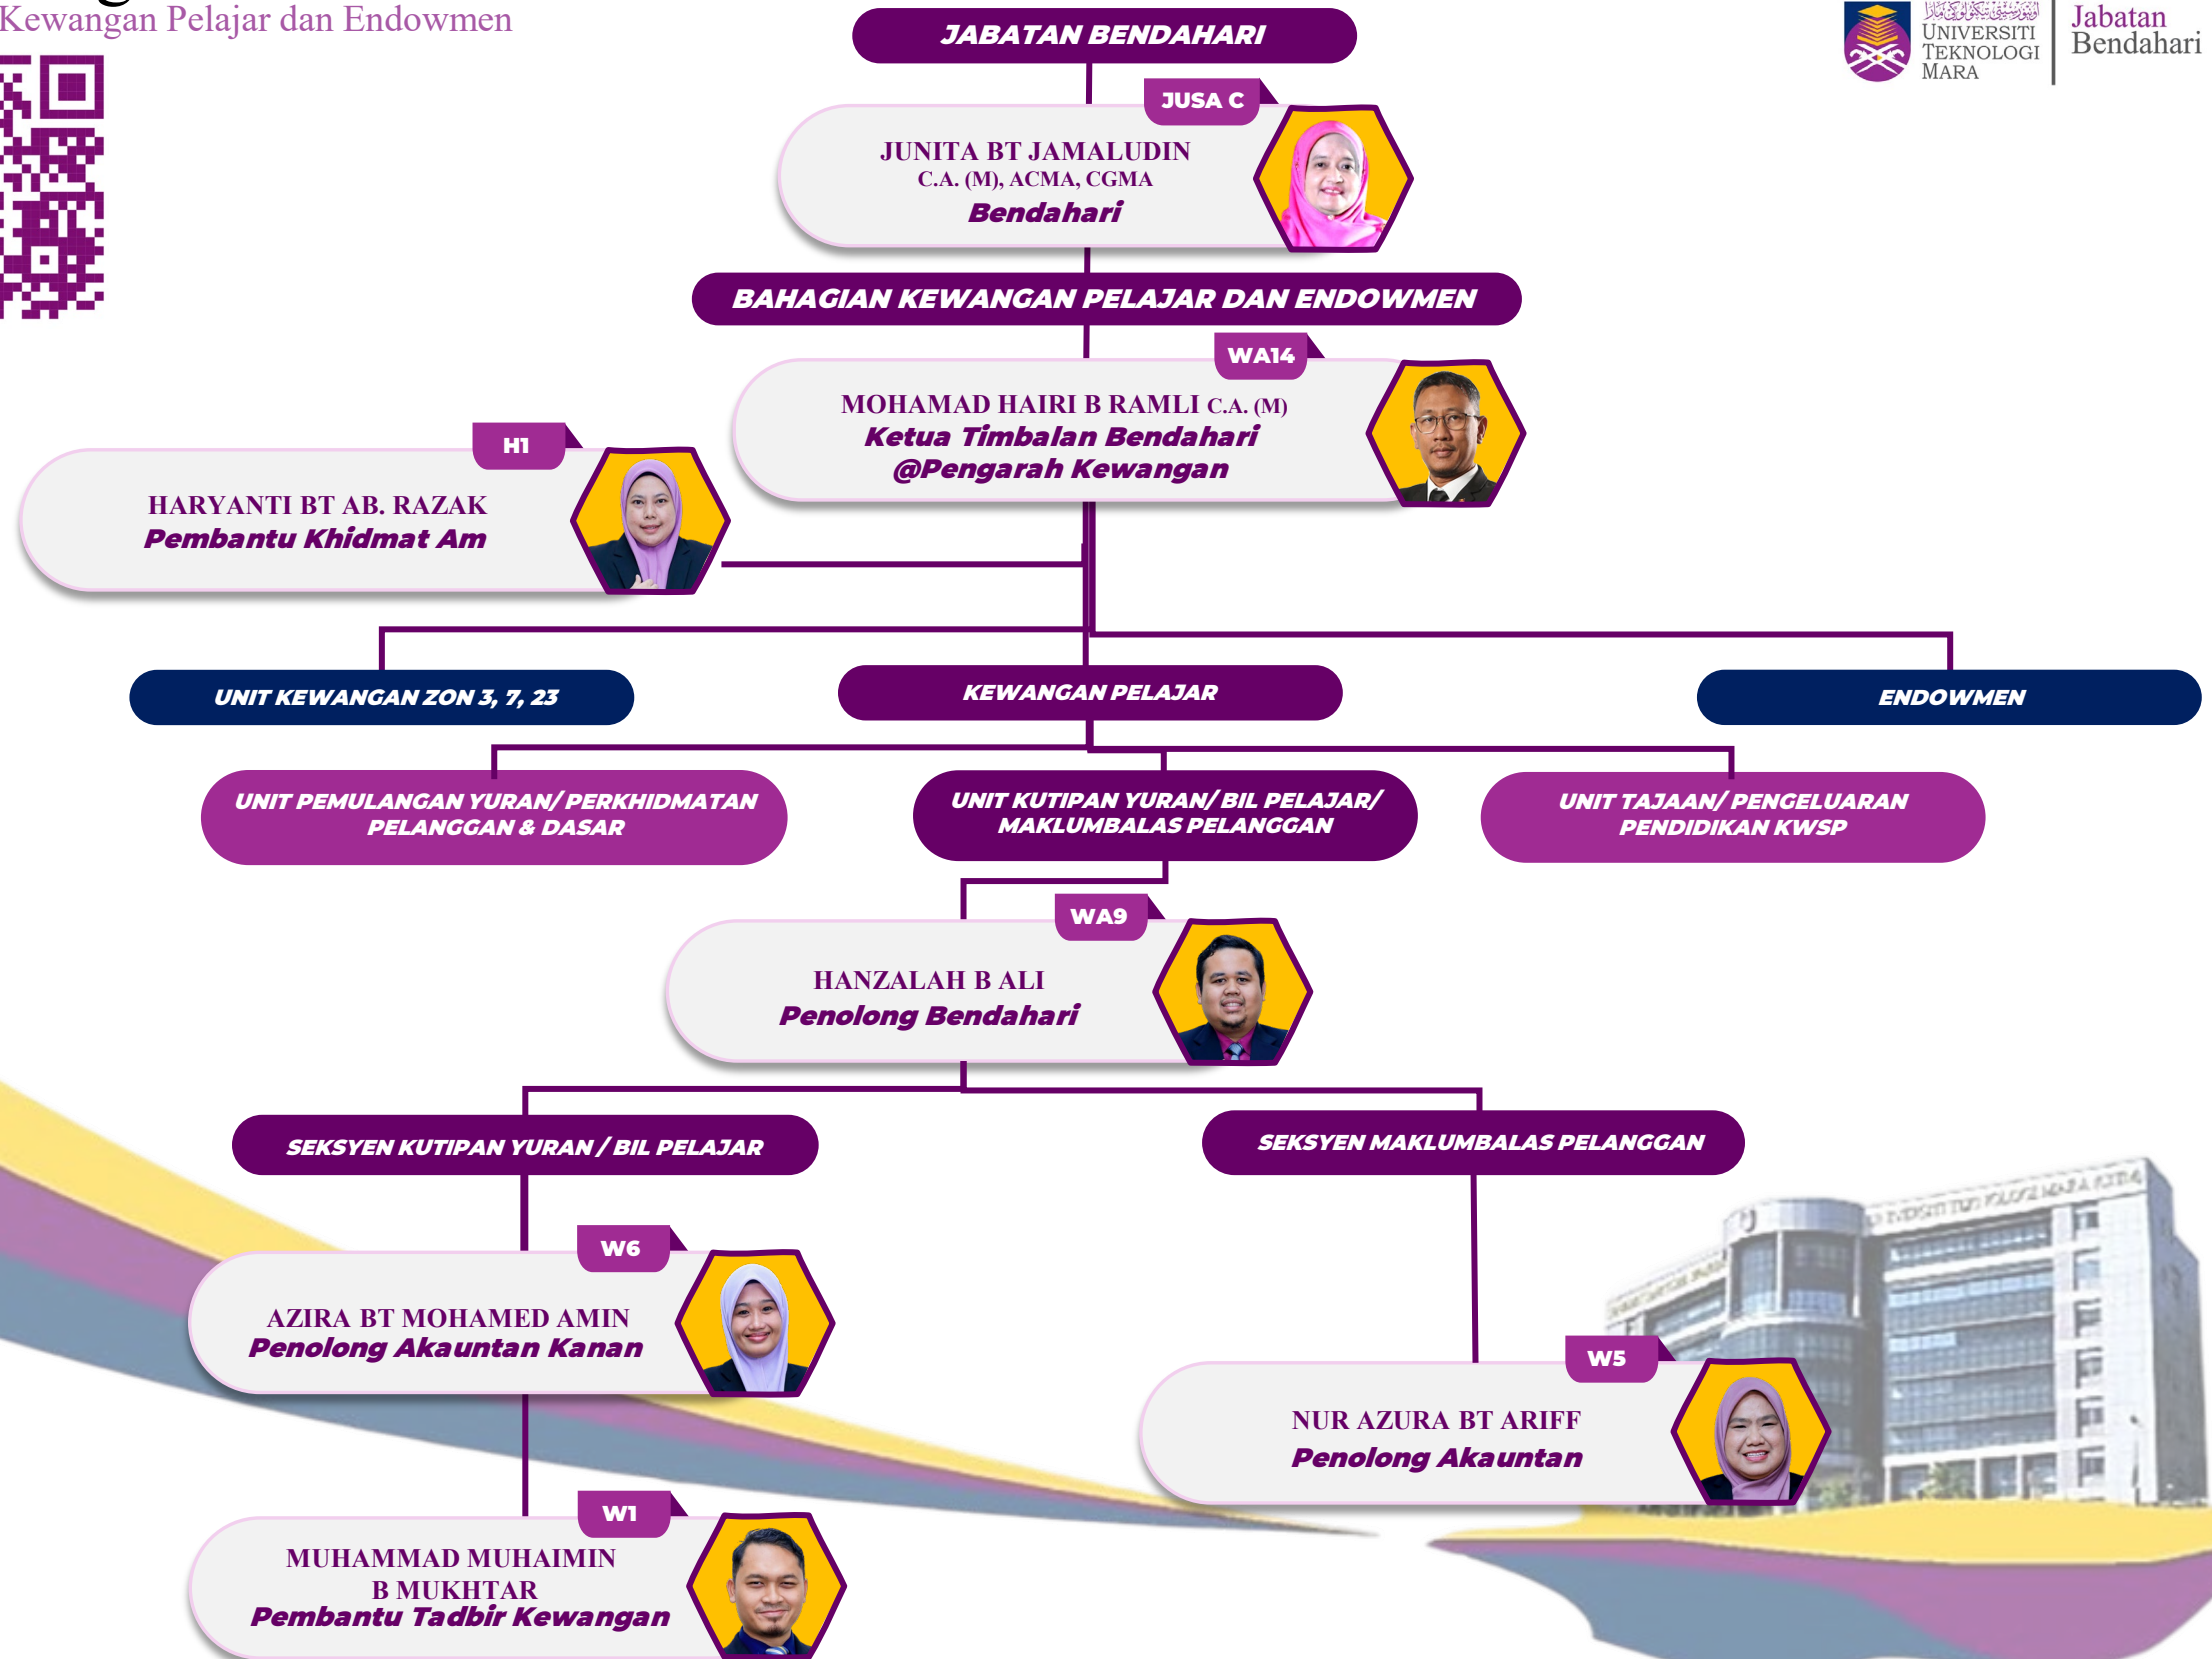 Kewangan Pelajar dan Endowmen
JABATAN BENDAHARI
UNIVERSITI
TEKNOLOGI
MARA
Jabatan
Bendahari
JUSA C
JUNITA BT JAMALUDIN
C.A. (M), ACMA, CGMA
Bendahari
BAHAGIAN KEWANGAN PELAJAR DAN ENDOWMEN
WA14
MOHAMAD HAIRI B RAMLI C.A. (M)
Ketua Timbalan Bendahari
@Pengarah Kewangan
H1
HARYANTI BT AB. RAZAK
Pembantu Khidmat Am
UNIT KEWANGAN ZON 3, 7, 23
KEWANGAN PELAJAR
ENDOWMEN
UNIT PEMULANGAN YURAN/ PERKHIDMATAN
PELANGGAN & DASAR
UNIT KUTIPAN YURAN/ BIL PELAJAR/
MAKLUMBALAS PELANGGAN
UNIT TAJAAN/ PENGELUARAN
PENDIDIKAN KWSP
WA9
HANZALAH B ALI
Penolong Bendahari
SEKSYEN KUTIPAN YURAN / BIL PELAJAR
SEKSYEN MAKLUMBALAS PELANGGAN
W6
AZIRA BT MOHAMED AMIN
Penolong Akauntan Kanan
W5
NUR AZURA BT ARIFF
Penolong Akauntan
W1
MUHAMMAD MUHAIMIN
B MUKHTAR
Pembantu Tadbir Kewangan